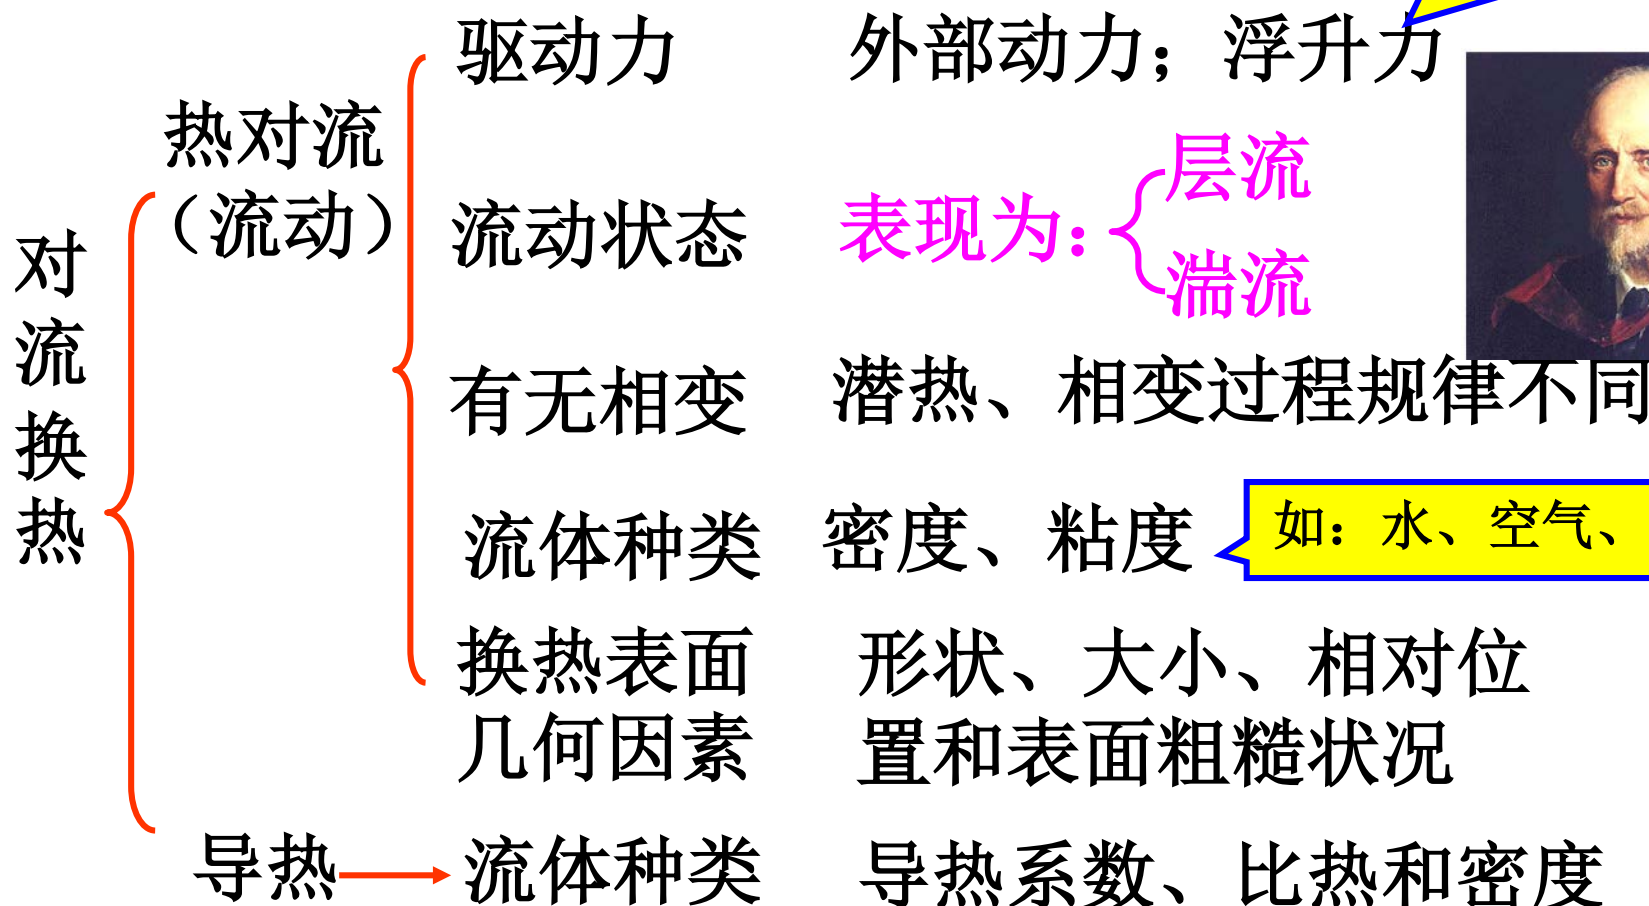 对流换热
热对流
（流动）
驱动力
外部动力；浮升力
流动状态
表现为：
层流
湍流
有无相变
潜热、相变过程规律不同
流体种类
密度、粘度
如：水、空气、
换热表面
几何因素
形状、大小、相对位
置和表面粗糙状况
导热
流体种类
导热系数、比热和密度